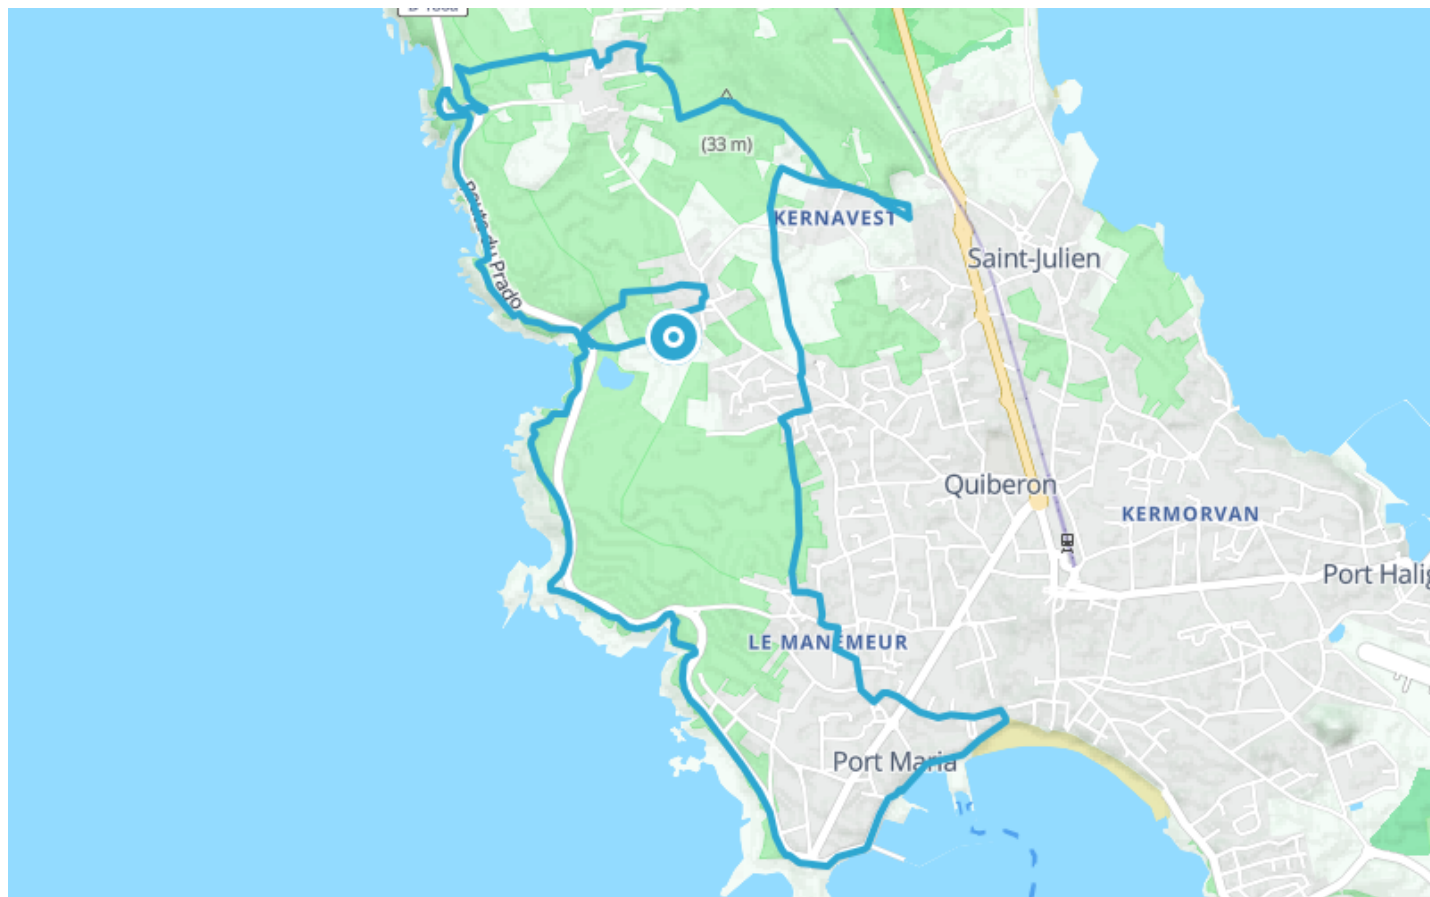 (33 m)
KERNAVEST
Route du Prado
Saint-Julien
Quiberon
KERMORVAN
Port Halig
LE MANEMEUR
Port Maria